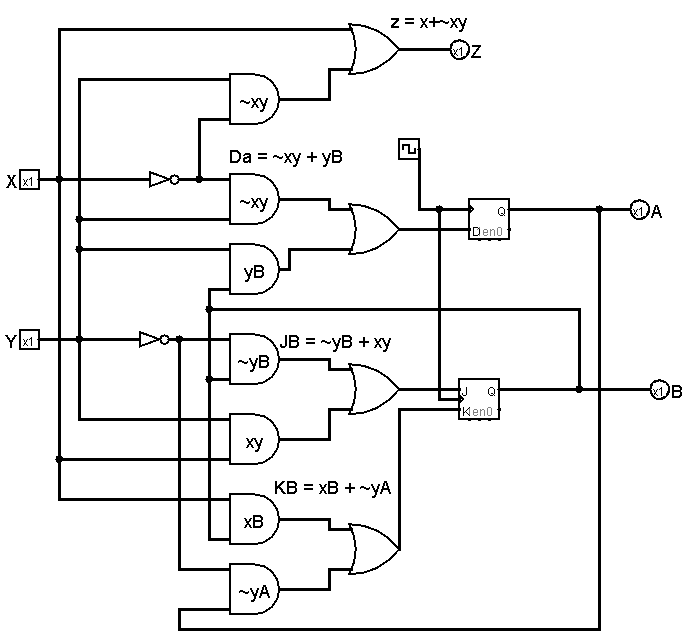 z = x+~xy
x1 Z
~xy
Da = ~xy + yB
X x1
~xy
Q
D en0
x1 A
yB
Y x1
JB = ~yB + xy
~yB
J Q
K en0
x1 B
xy
KB = xB + ~yA
xB
~yA